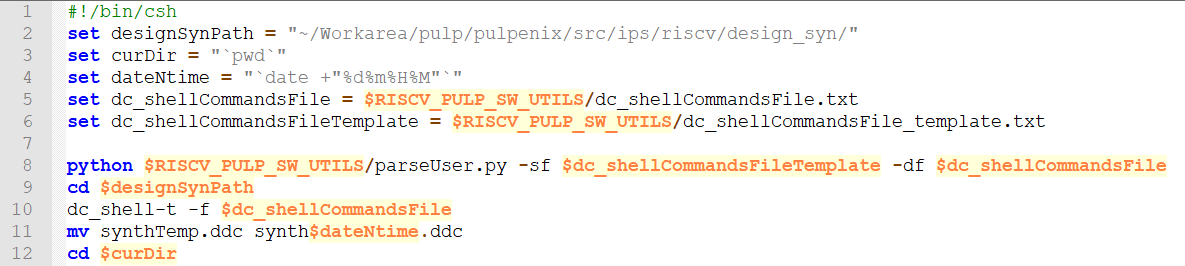 1 #!/bin/csh
2 set designSynPath = "~/Workarea/pulp/pulpenix/src/ips/riscv/design_syn/"
3 set curDir = "`pwd`"
4 set dateNtime = "`date +"%d%m%H%M"`"
5 set dc_shellCommandsFile = $RISCV_PULP_SW_UTILS/dc_shellCommandsFile.txt
6 set dc_shellCommandsFileTemplate = $RISCV_PULP_SW_UTILS/dc_shellCommandsFile_template.txt
7
8 python $RISCV_PULP_SW_UTILS/parseUser.py -sf $dc_shellCommandsFileTemplate -df $dc_shellCommandsFile
9 cd $designSynPath
10 dc_shell-t -f $dc_shellCommandsFile
11 mv synthTemp.ddc synth$dateNtime.ddc
12 cd $curDir